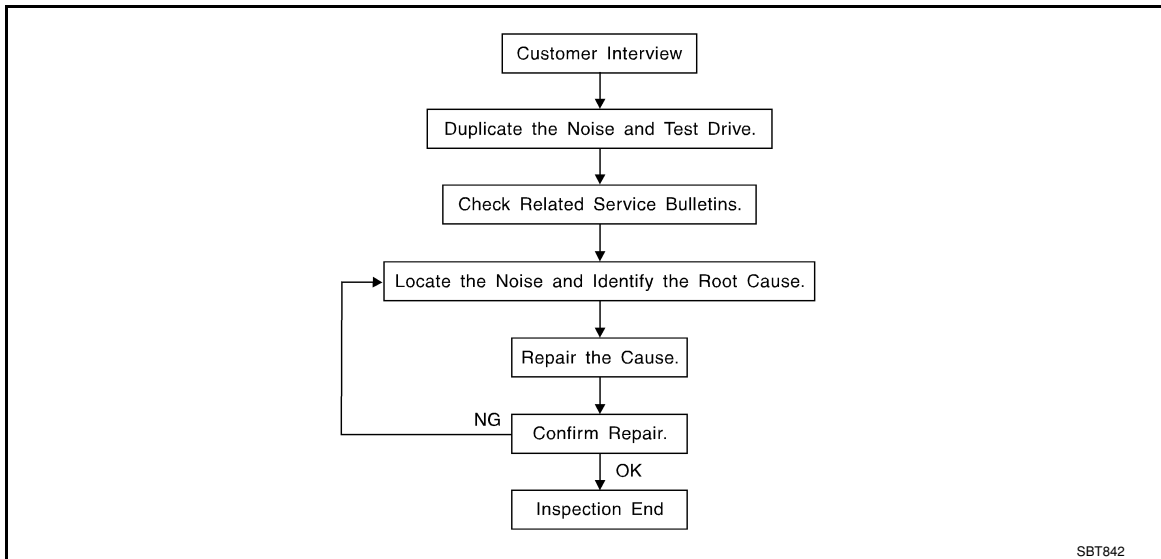 Customer Interview
Duplicate the Noise and Test Drive.
Check Related Service Bulletins.
Locate the Noise and Identify the Root Cause.
Repair the Cause.
NG
Confirm Repair.
OK
Inspection End
SBT842